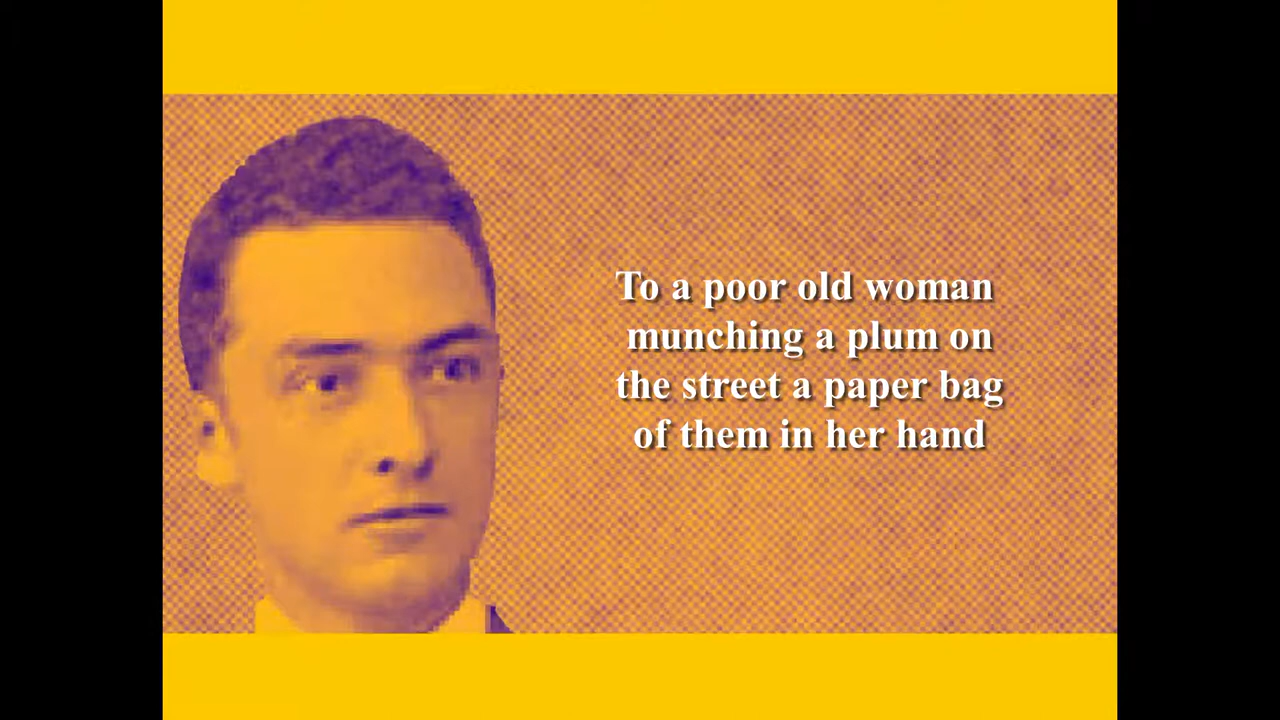 To a poor old woman
munching a plum on
the street a paper bag
of them in her hand